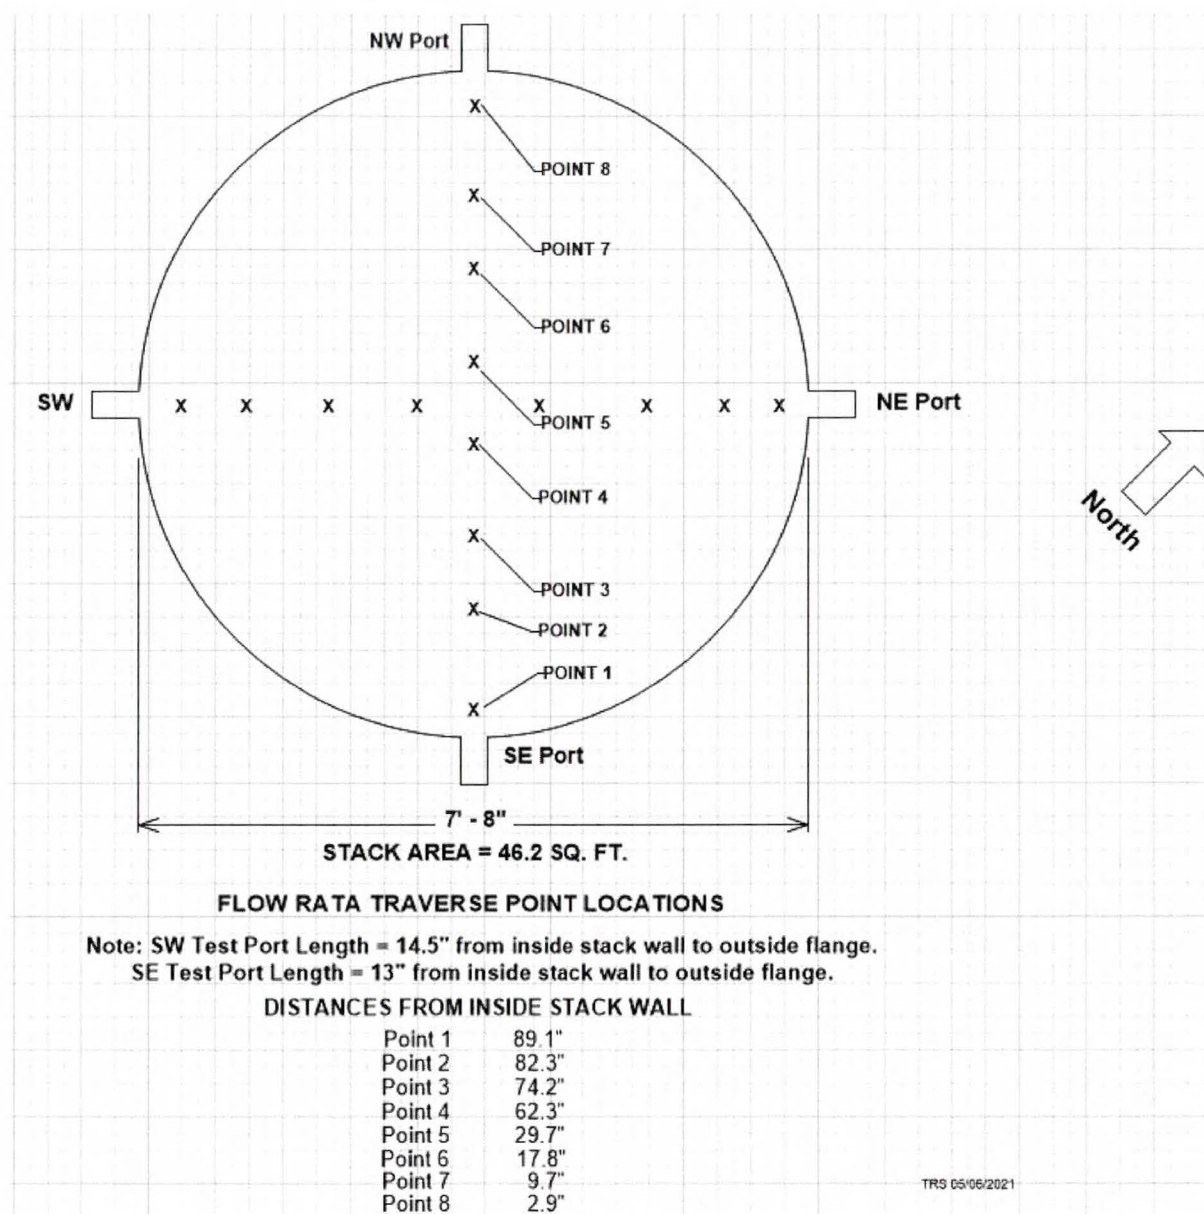 NW Port
POINT 8
POINT 7
POINT 6
SW
NE Port
POINT 5
POINT 4
North
POINT 3
POINT 2
POINT 1
SE Port
7' - 8"
STACK AREA = 46.2 SQ. FT.
FLOW RATA TRAVERSE POINT LOCATIONS
Note: SW Test Port Length = 14.5" from inside stack wall to outside flange.
SE Test Port Length = 13" from inside stack wall to outside flange.
DISTANCES FROM INSIDE STACK WALL
Point 1 89.1"
Point 2 82.3"
Point 3 74.2"
Point 4 62.3"
Point 5 29.7"
Point 6 17.8"
Point 7 9.7"
Point 8 2.9"
TRS 05/06/2021